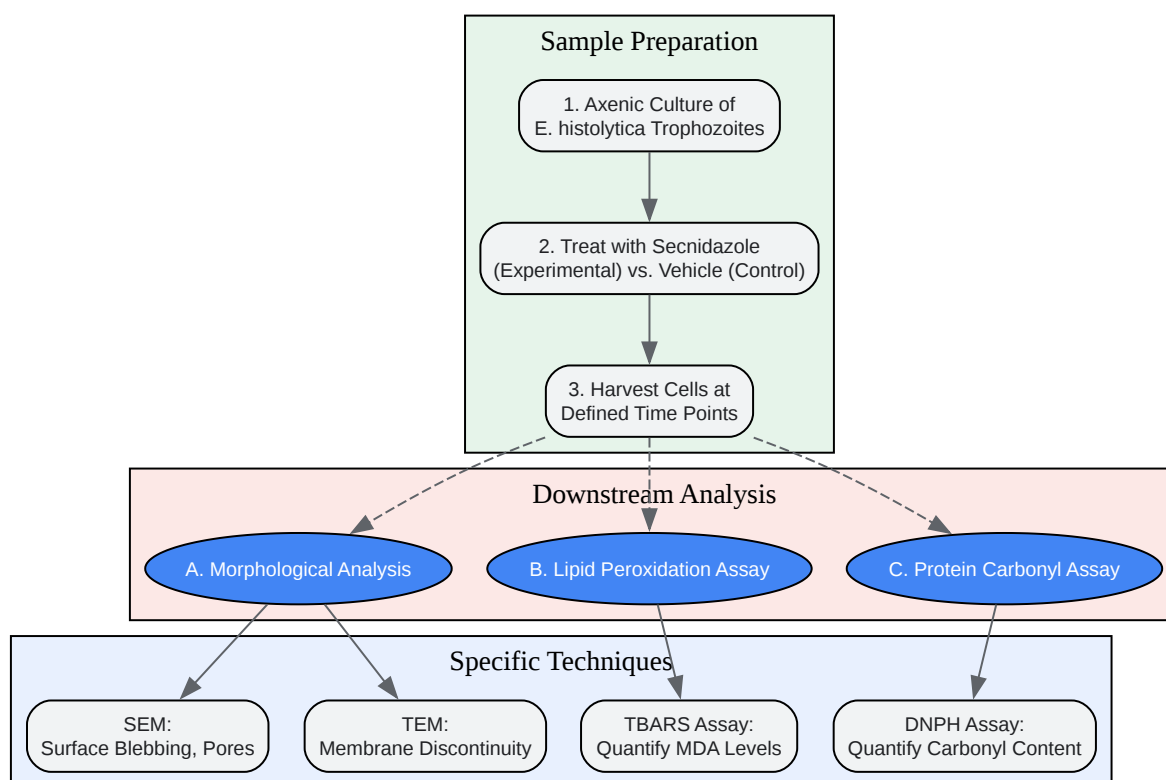 Sample Preparation
1. Axenic Culture of
E. histolytica Trophozoites
2. Treat with Secnidazole
(Experimental) vs. Vehicle (Control)
3. Harvest Cells at
Defined Time Points
Downstream Analysis
A. Morphological Analysis
B. Lipid Peroxidation Assay
C. Protein Carbonyl Assay
Specific Techniques
SEM:
Surface Blebbing, Pores
TEM:
Membrane Discontinuity
TBARS Assay:
Quantify MDA Levels
DNPH Assay:
Quantify Carbonyl Content